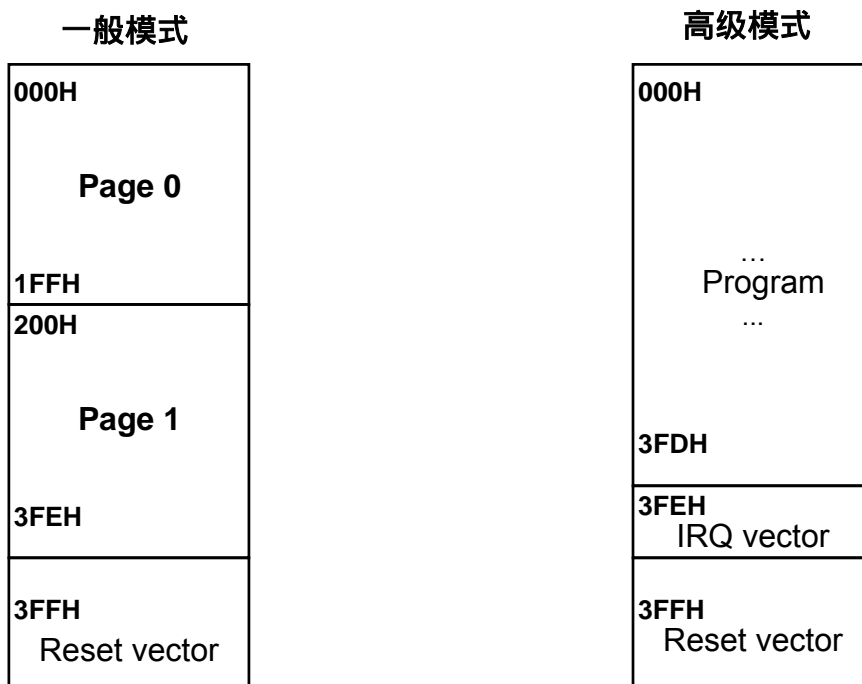 一般模式
000H
Page 0
1FFH
200H
Page 1
3FEH
3FFH
Reset vector
高级模式
000H
...
Program
...
3FDH
3FEH
IRQ vector
3FFH
Reset vector